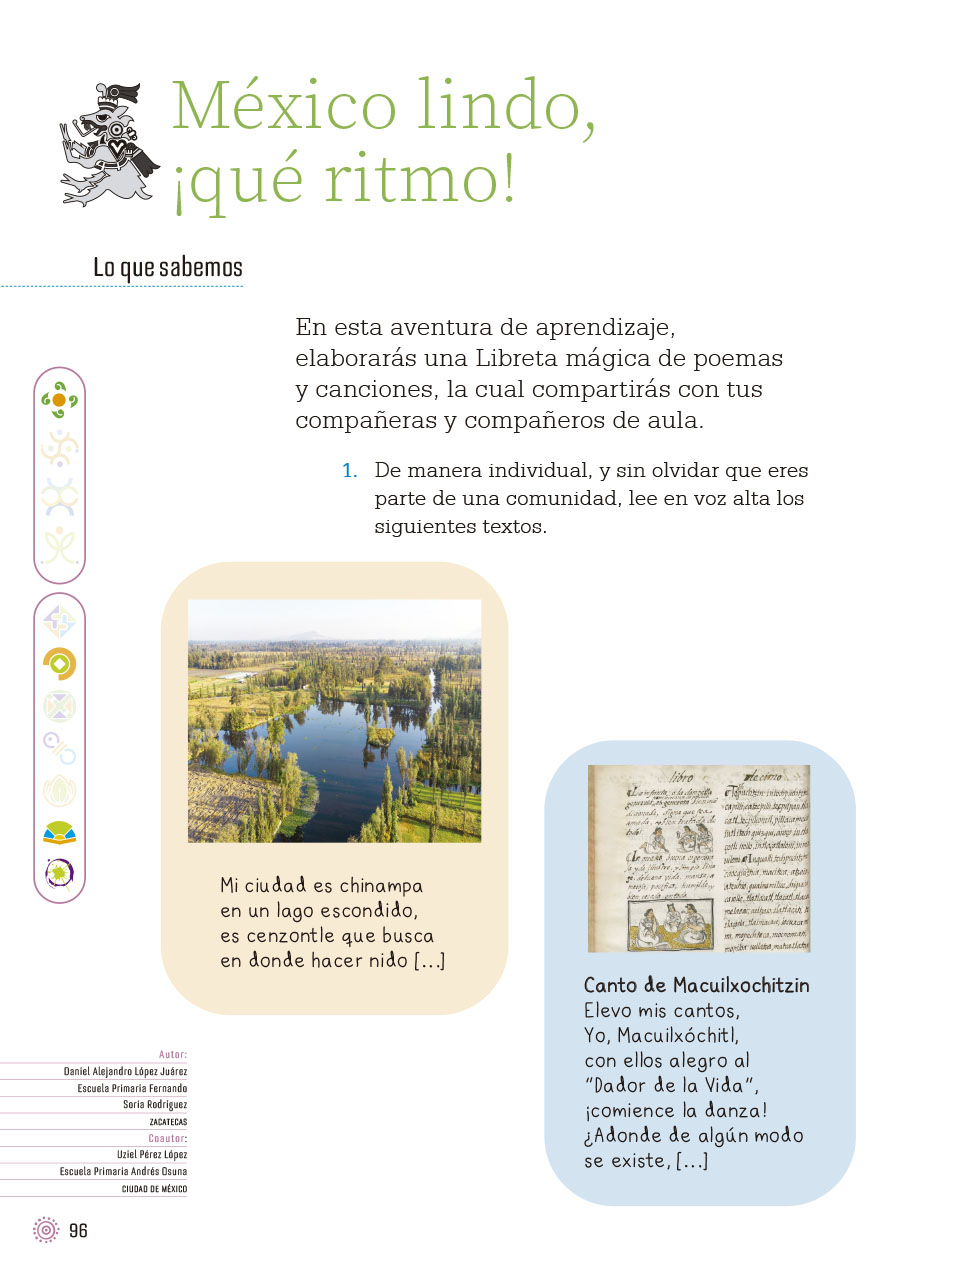 México lindo,
¡qué ritmo!
Lo que sabemos
En esta aventura de aprendizaje,
elaborarás una Libreta mágica de poemas
y canciones, la cual compartirás con tus
compañeras y compañeros de aula.
1. De manera individual, y sin olvidar que eres
parte de una comunidad, lee en voz alta los
siguientes textos.
Mi ciudad es chinampa
en un lago escondido,
es cenzontle que busca
en donde hacer nido [...]
libro
Canto de Macuilxochitzin
Elevo mis cantos,
Yo, Macuilxóchitl,
con ellos alegro al
“Dador de la Vida”,
¡comience la danza!
¿Adonde de algún modo
se existe, [...]
Autor:
Daniel Alejandro López Juárez
Escuela Primaria Fernando
Soria Rodríguez
ZACATECAS
Coautor:
Uziel Pérez López
Escuela Primaria Andrés Osuna
CIUDAD DE MÉXICO
96